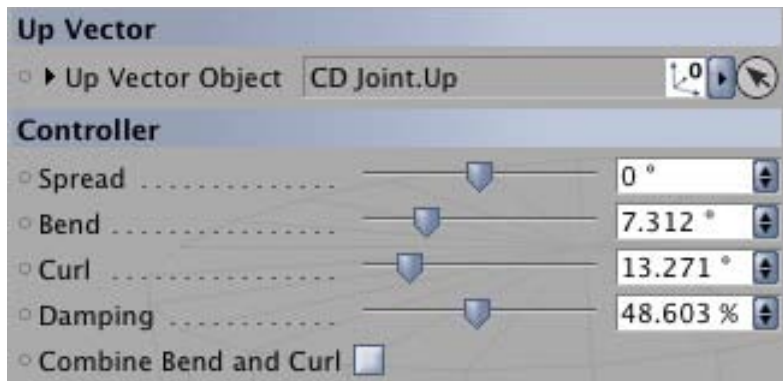 Up Vector
Up Vector Object CD Joint.Up 0
Controller
Spread .............. 0 °
Bend ................ 7.312 °
Curl ................ 13.271 °
Damping ............. 48.603 %
Combine Bend and Curl